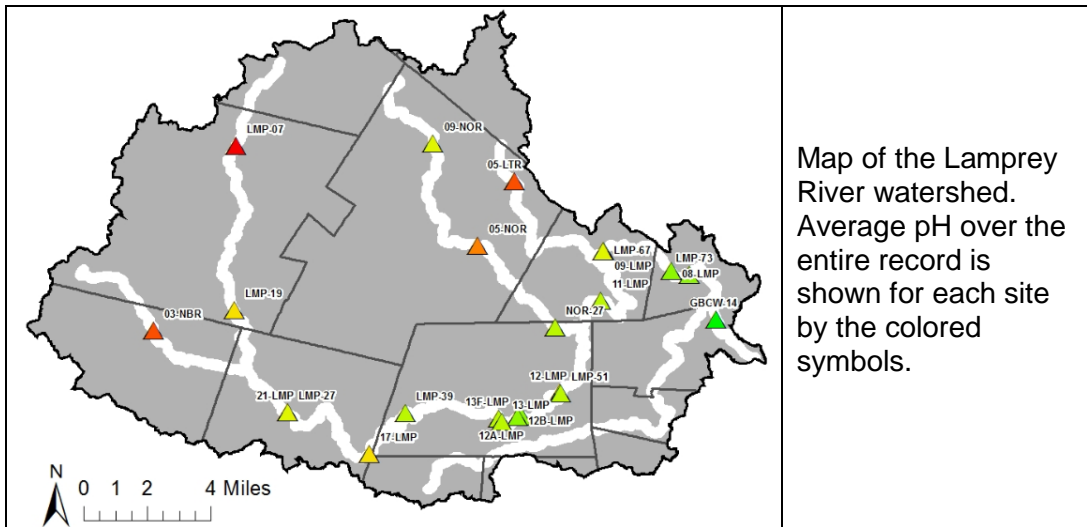 LMP-07
09-NOR
05-LTR
05-NOR
LMP-67
LMP-73
09-LMP
08-LMP
11-LMP
LMP-19
NOR-27
GBCW-14
03-NBR
12-LMP LMP-51
LMP-39
21-LMP LMP-27
13F-LMP 13-LMP
12B-LMP
17-LMP
12A-LMP
N
0 1 2 4 Miles
Map of the Lamprey
River watershed.
Average pH over the
entire record is
shown for each site
by the colored
symbols.